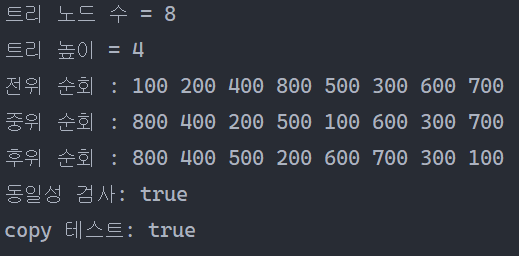 트리 노드 수 = 8
트리 높이 = 4
전위 순회 : 100 200 400 800 500 300 600 700
중위 순회 : 800 400 200 500 100 600 300 700
후위 순회 : 800 400 500 200 600 700 300 100
동일성 검사: true
copy 테스트: true